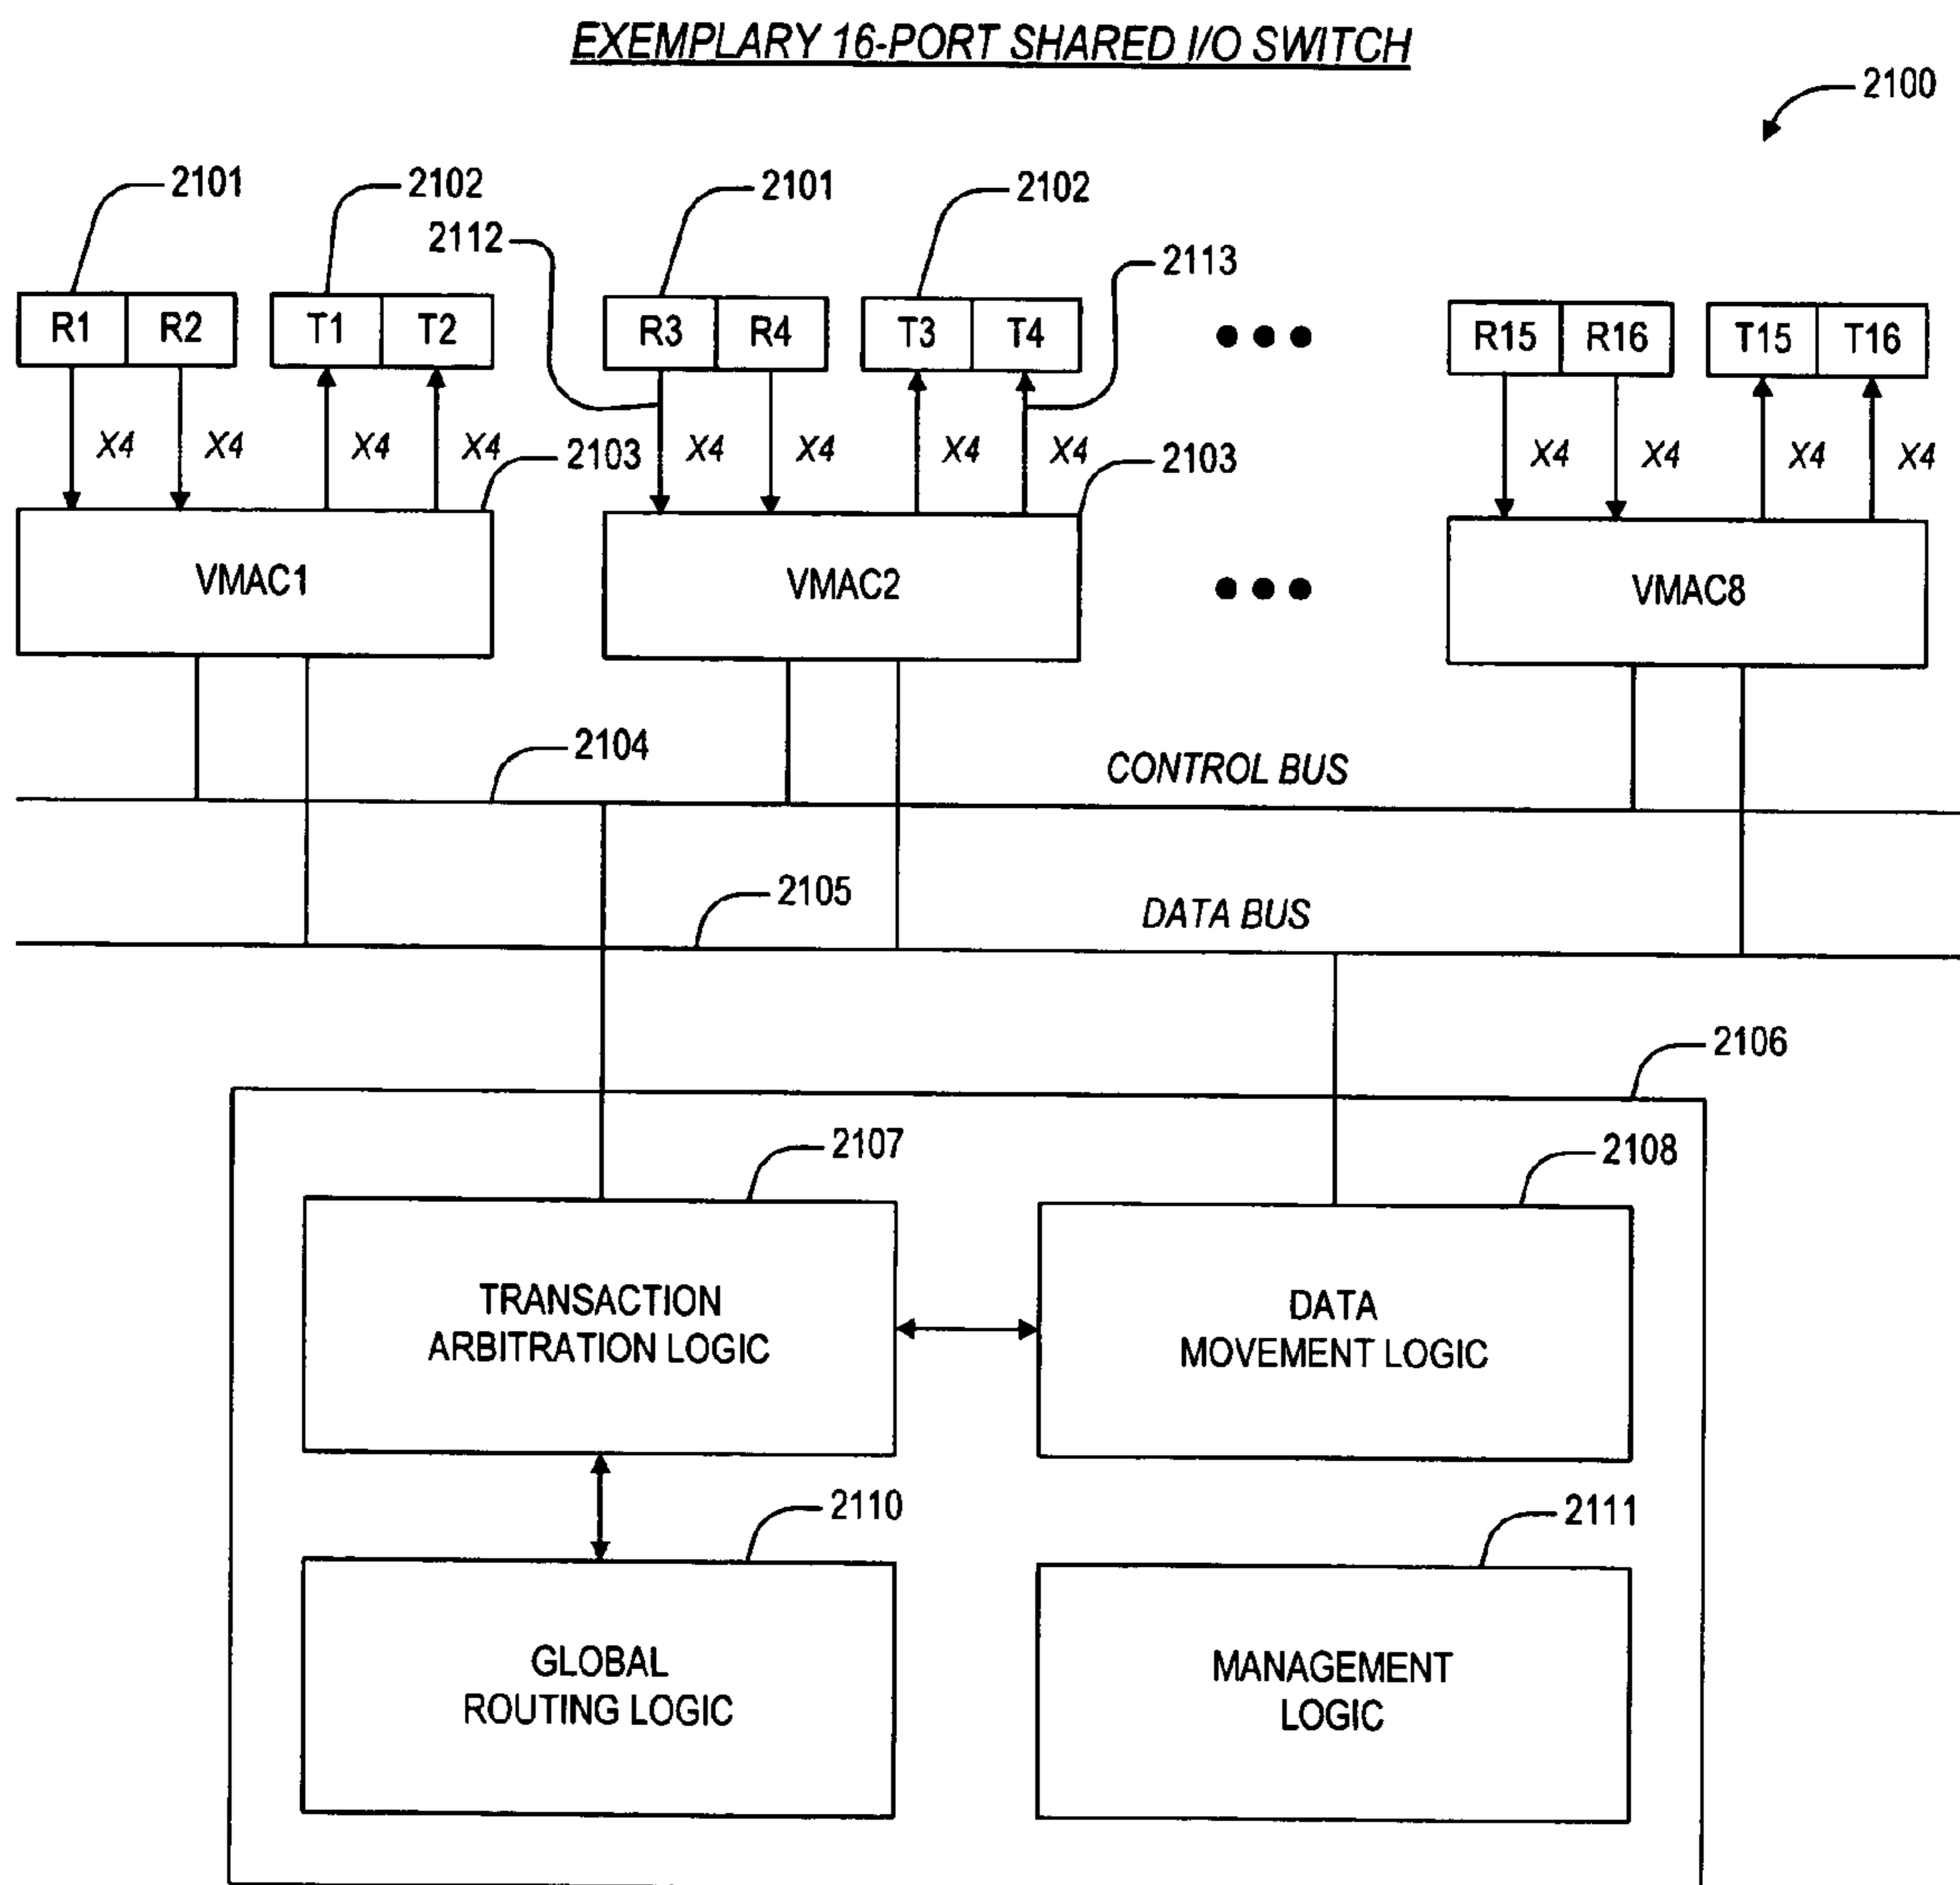 EXEMPLARY 16-PORT SHARED I/O SWITCH
2100
2101
2102
2101
2102
2112
2113
R1 R2 T1 T2 R3 R4 T3 T4 ••• R15 R16 T15 T16
X4 X4 X4 X4 X4 X4 X4 X4 X4 X4 X4 X4
2103
2103
VMAC1 VMAC2 ••• VMAC8
2104
CONTROL BUS
2105
DATA BUS
2106
2107
2108
TRANSACTION
ARBITRATION LOGIC
DATA
MOVEMENT LOGIC
2110
2111
GLOBAL
ROUTING LOGIC
MANAGEMENT
LOGIC